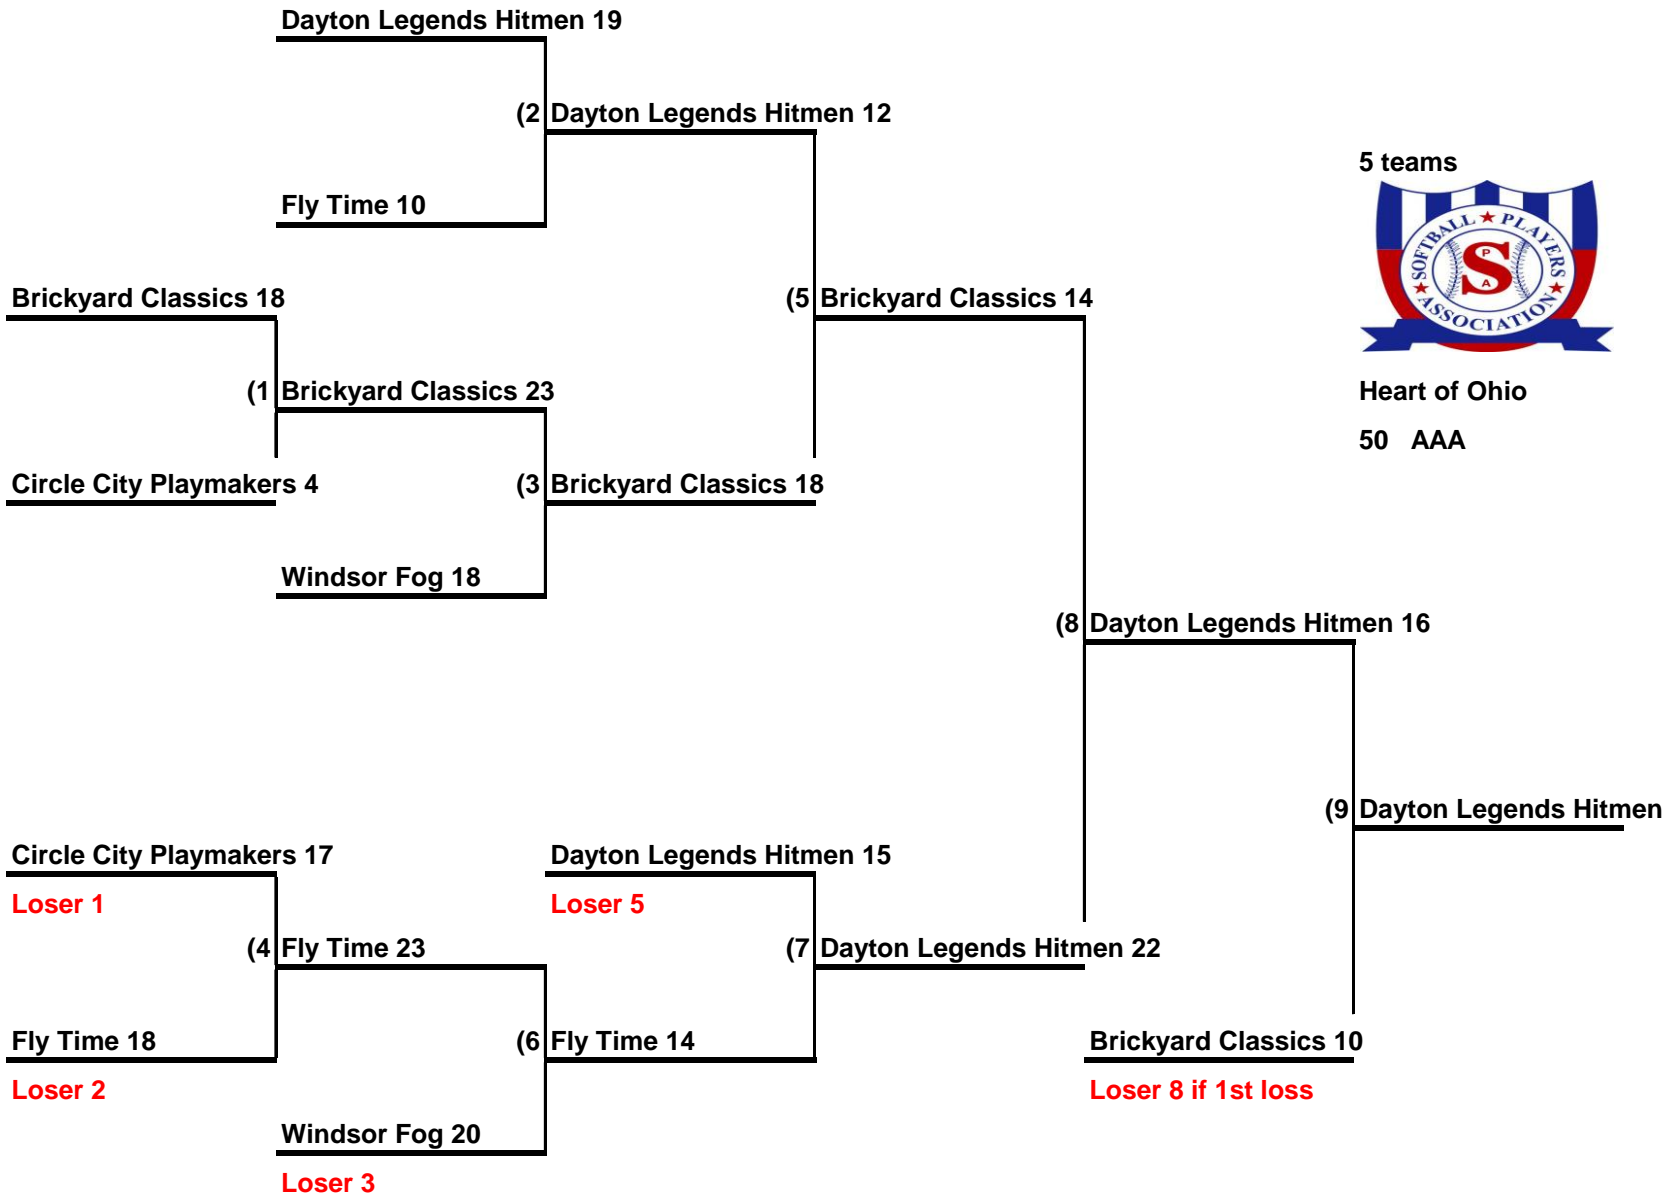 Dayton Legends Hitmen 19
(2 Dayton Legends Hitmen 12
5 teams
Fly Time 10
SOFTBALL ★ PLAYERS ★ ASSOCIATION ★
P
S
A
Brickyard Classics 18
(5 Brickyard Classics 14
(1 Brickyard Classics 23
Heart of Ohio
50 AAA
Circle City Playmakers 4
(3 Brickyard Classics 18
Windsor Fog 18
(8 Dayton Legends Hitmen 16
(9 Dayton Legends Hitmen
Circle City Playmakers 17
Dayton Legends Hitmen 15
Loser 1
Loser 5
(4 Fly Time 23
(7 Dayton Legends Hitmen 22
Fly Time 18
(6 Fly Time 14
Brickyard Classics 10
Loser 2
Loser 8 if 1st loss
Windsor Fog 20
Loser 3